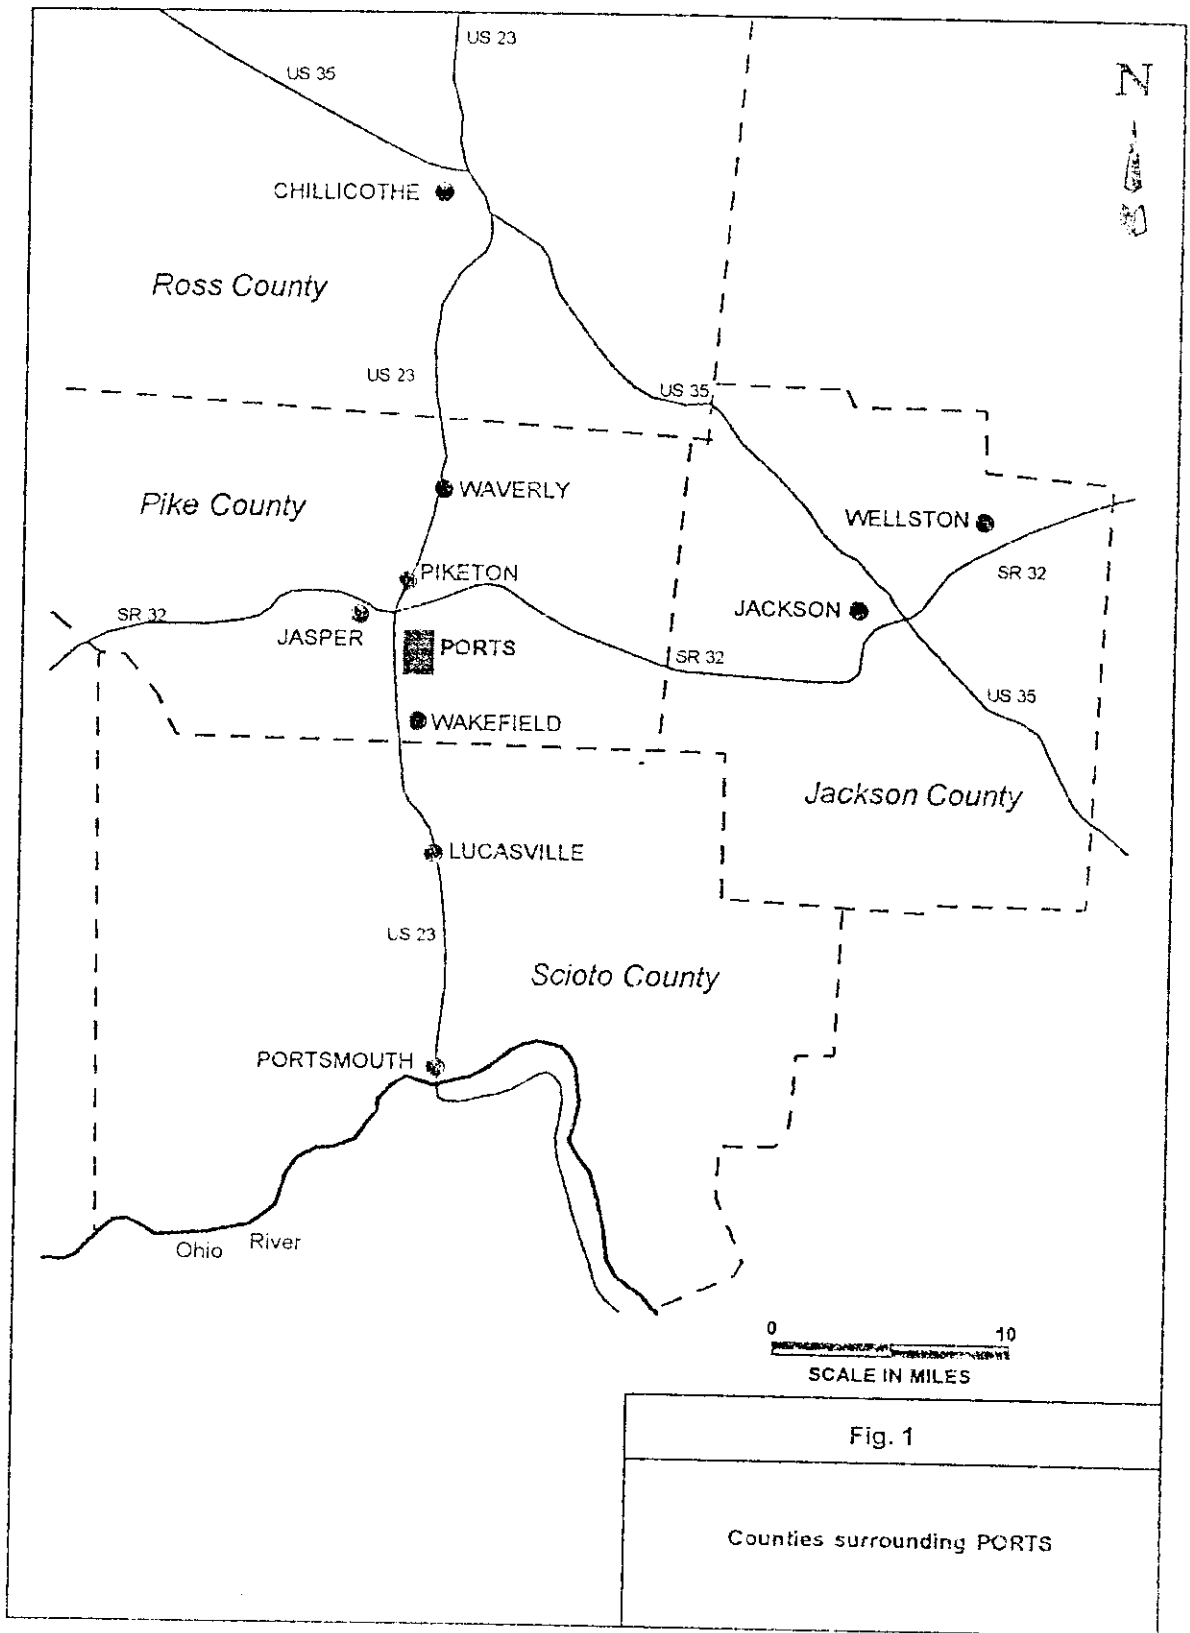 US 23
US 35
N
CHILLICOTHE
Ross County
US 23
US 35
WAVERLY
Pike County
WELLSTON
PIKETON
SR 32
JACKSON
SR 32
JASPER
PORTS
SR 32
US 35
WAKEFIELD
Jackson County
LUCASVILLE
US 23
Scioto County
PORTSMOUTH
Ohio River
0 10
SCALE IN MILES
Fig. 1
Counties surrounding PORTS